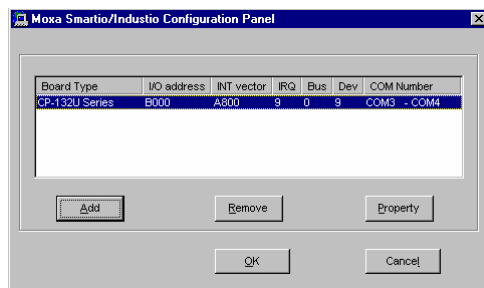 Moxa Smartio/Industio Configuration Panel
Board Type I/O address INT vector IRQ Bus Dev COM Number
CP-132U Series B000 A800 9 0 9 COM3 - COM4
Add Remove Property
OK Cancel